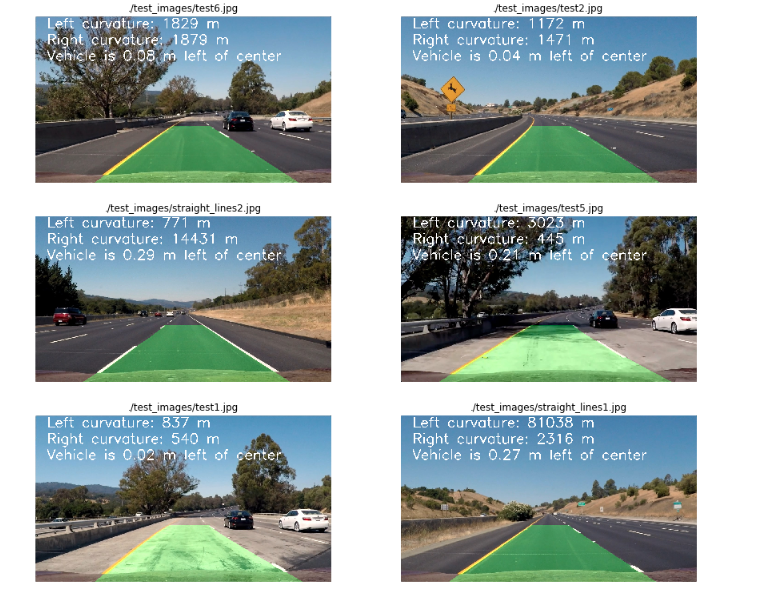 ./test_images/test6.jpg
Left curvature: 1829 m
Right curvature: 1879 m
Vehicle is 0.08 m left of center
./test_images/test2.jpg
Left curvature: 1172 m
Right curvature: 1471 m
Vehicle is 0.04 m left of center
./test_images/straight_lines2.jpg
Left curvature: 771 m
Right curvature: 14431 m
Vehicle is 0.29 m left of center
./test_images/test5.jpg
Left curvature: 3023 m
Right curvature: 445 m
Vehicle is 0.21 m left of center
./test_images/test1.jpg
Left curvature: 837 m
Right curvature: 540 m
Vehicle is 0.02 m left of center
./test_images/straight_lines1.jpg
Left curvature: 81038 m
Right curvature: 2316 m
Vehicle is 0.27 m left of center